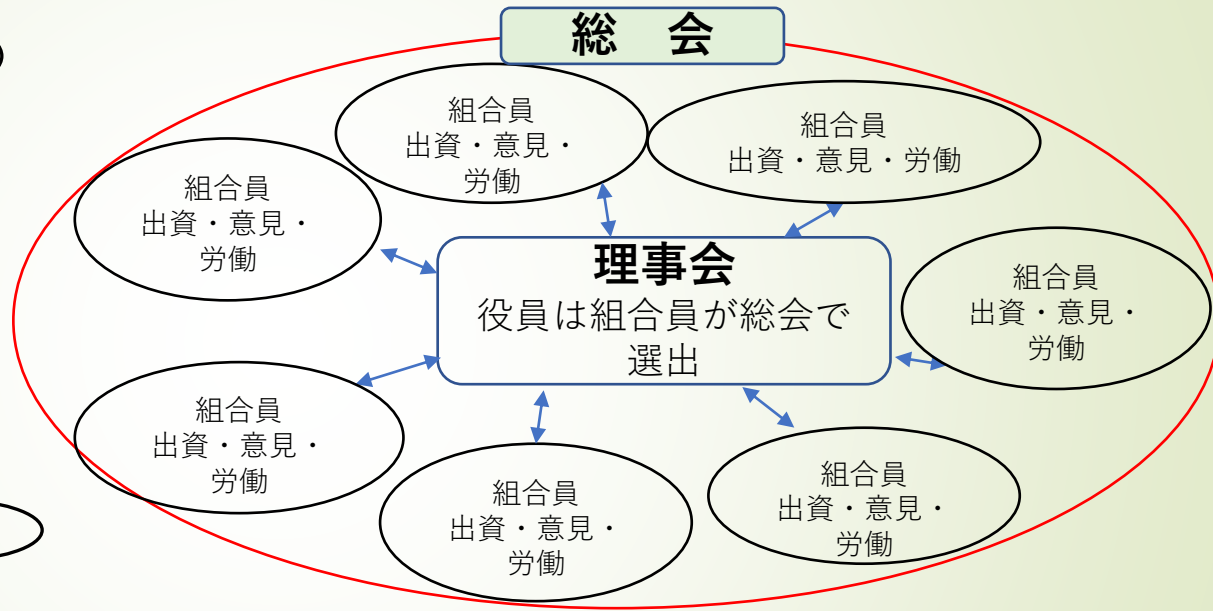 総　会
組合員
出資・意見・
労働
組合員
出資・意見・労働
組合員
出資・意見・
労働
理事会
役員は組合員が総会で
選出
組合員
出資・意見・
労働
組合員
出資・意見・
労働
組合員
出資・意見・
労働
組合員
出資・意見・
労働